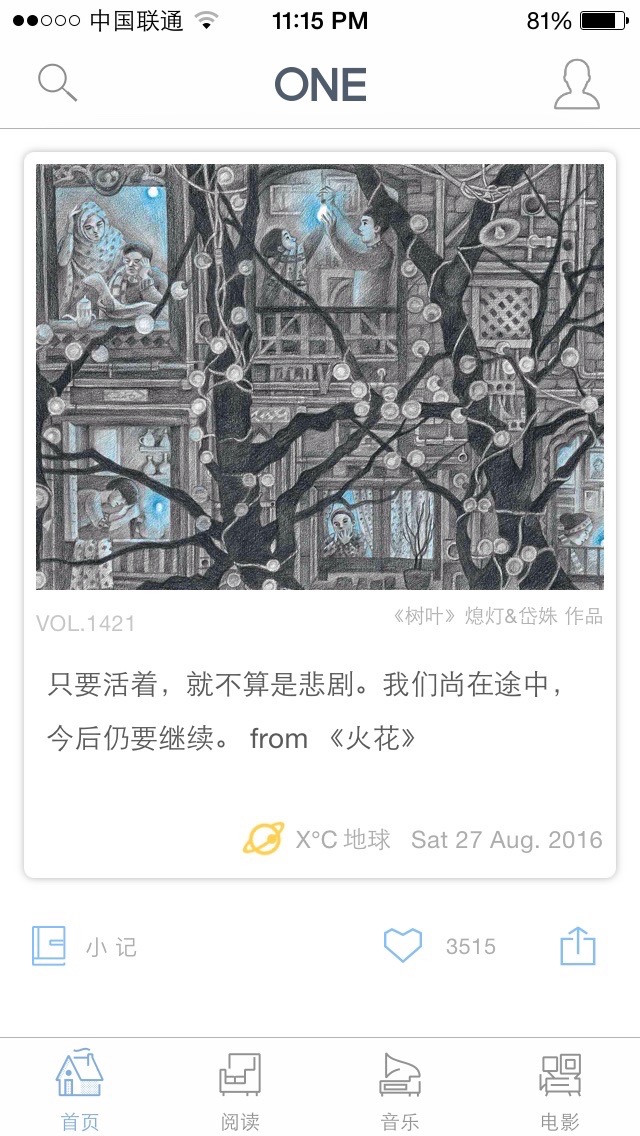 中国联通 11:15 PM 81%
ONE
VOL.1421 《树叶》熄灯&岱姝 作品
只要活着，就不算是悲剧。我们尚在途中，
今后仍要继续。 from 《火花》
X°C 地球 Sat 27 Aug. 2016
小 记 3515
首页 阅读 音乐 电影